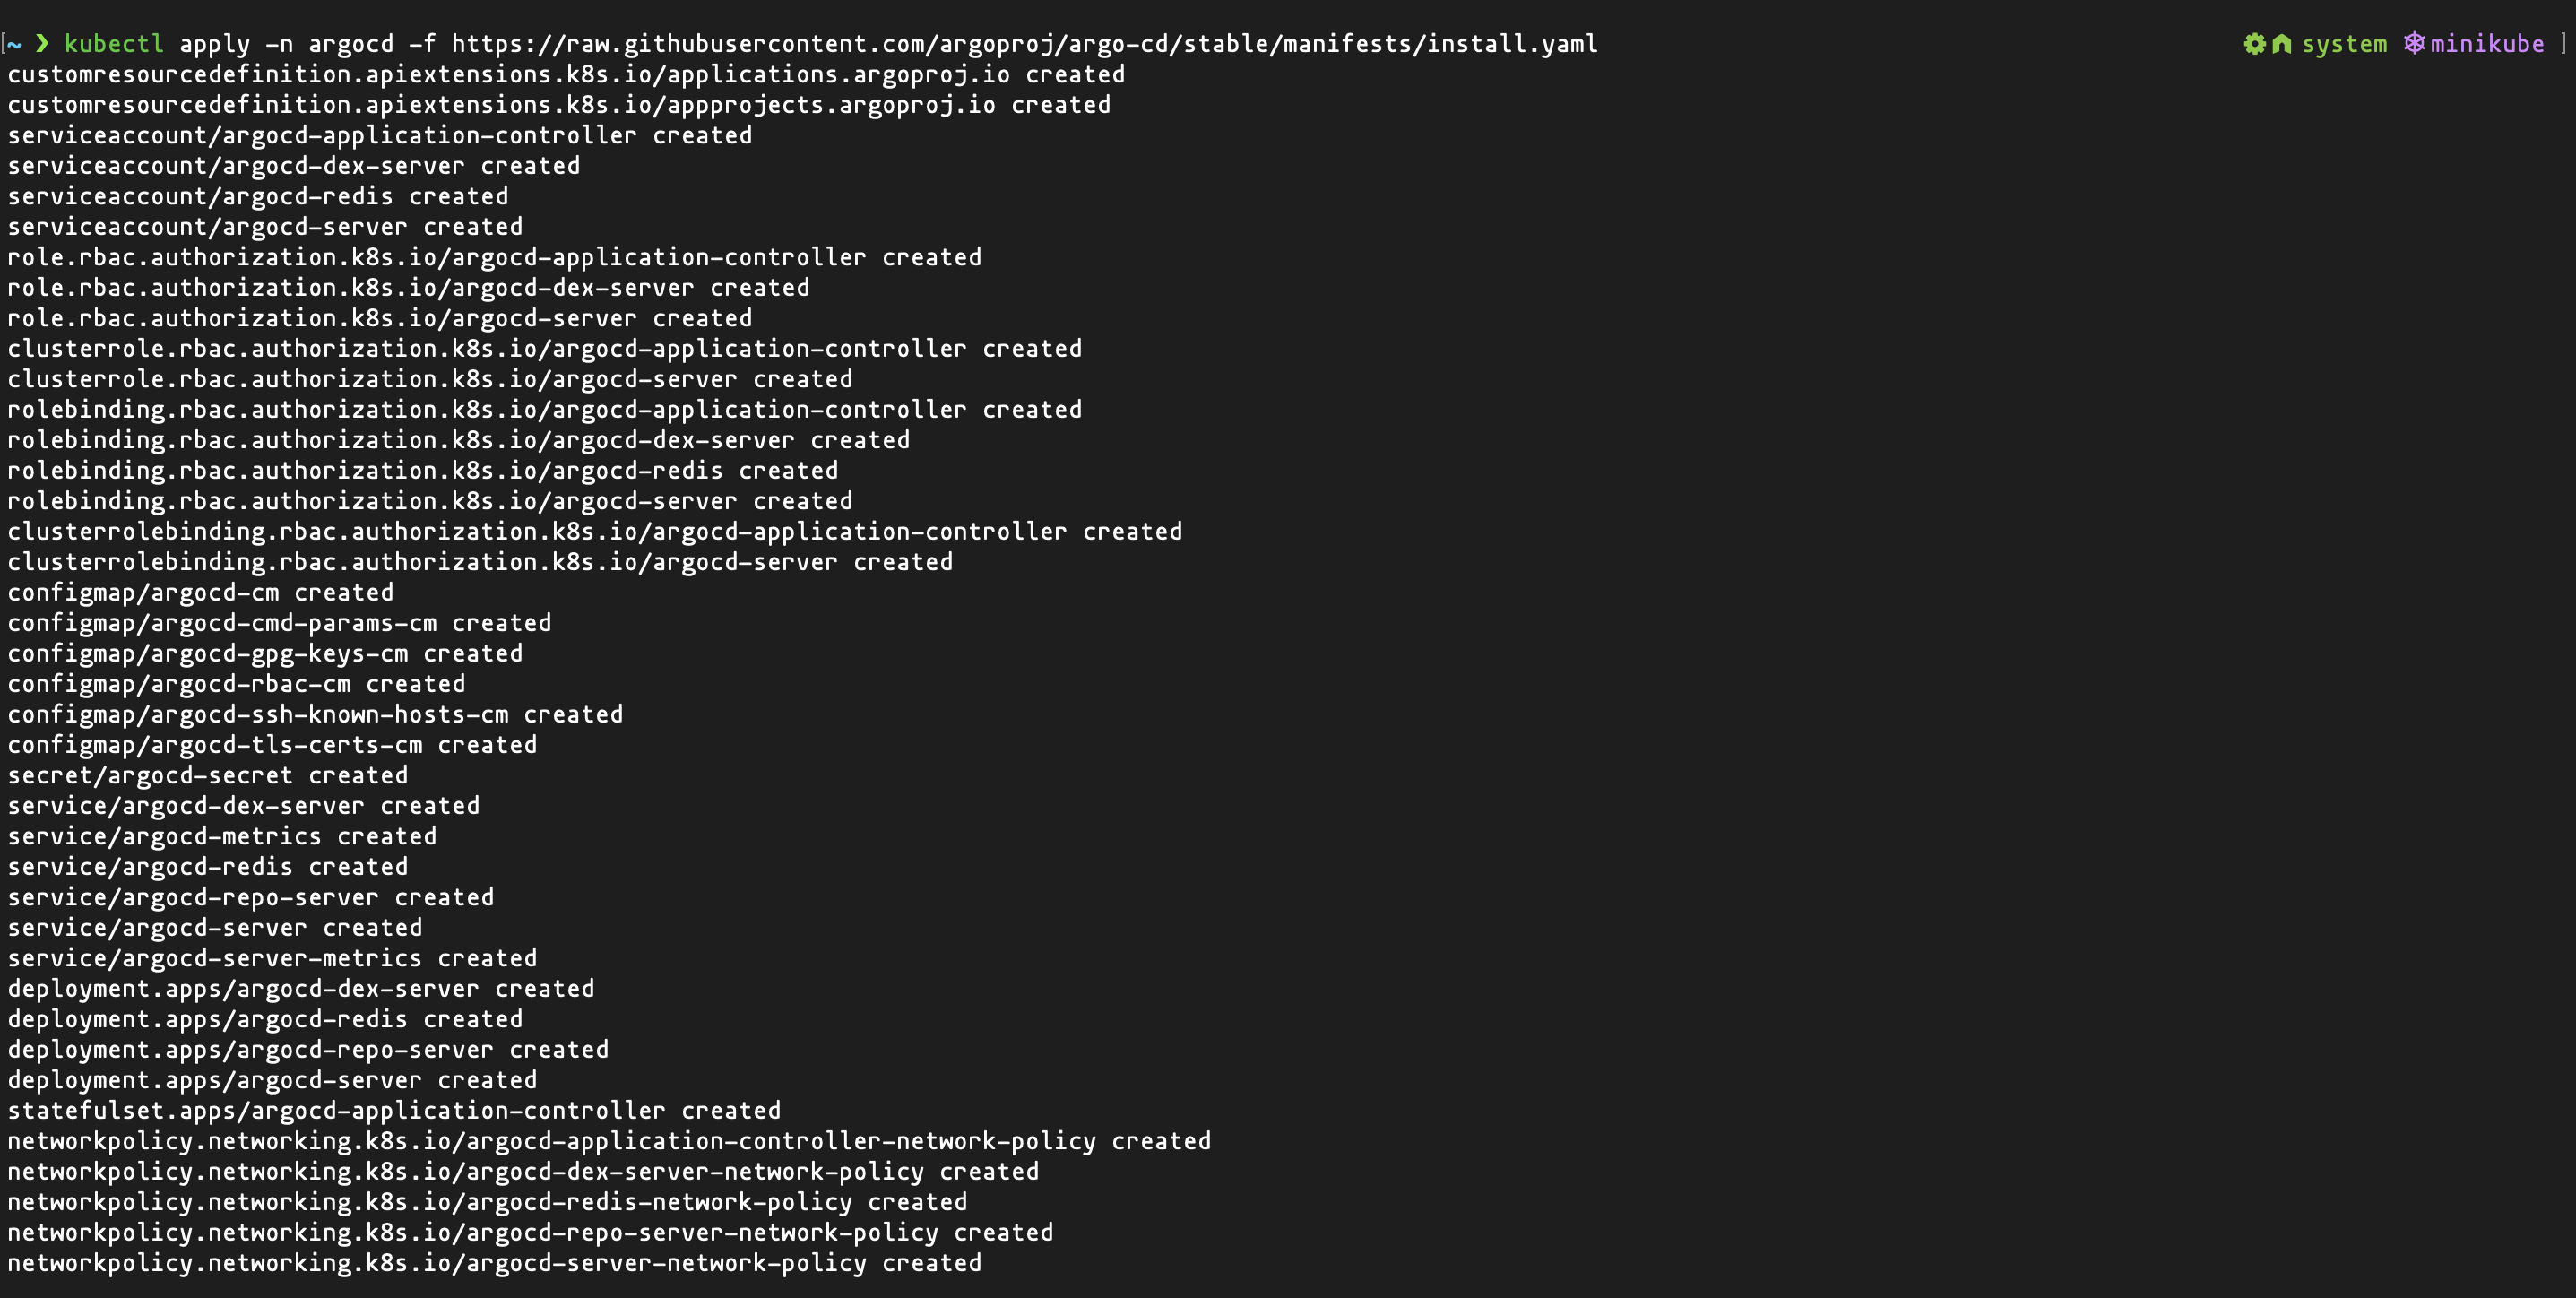 ~ ❯ kubectl apply -n argocd -f https://raw.githubusercontent.com/argoproj/argo-cd/stable/manifests/install.yaml system minikube
customresourcedefinition.apiextensions.k8s.io/applications.argoproj.io created
customresourcedefinition.apiextensions.k8s.io/appprojects.argoproj.io created
serviceaccount/argocd-application-controller created
serviceaccount/argocd-dex-server created
serviceaccount/argocd-redis created
serviceaccount/argocd-server created
role.rbac.authorization.k8s.io/argocd-application-controller created
role.rbac.authorization.k8s.io/argocd-dex-server created
role.rbac.authorization.k8s.io/argocd-server created
clusterrole.rbac.authorization.k8s.io/argocd-application-controller created
clusterrole.rbac.authorization.k8s.io/argocd-server created
rolebinding.rbac.authorization.k8s.io/argocd-application-controller created
rolebinding.rbac.authorization.k8s.io/argocd-dex-server created
rolebinding.rbac.authorization.k8s.io/argocd-redis created
rolebinding.rbac.authorization.k8s.io/argocd-server created
clusterrolebinding.rbac.authorization.k8s.io/argocd-application-controller created
clusterrolebinding.rbac.authorization.k8s.io/argocd-server created
configmap/argocd-cm created
configmap/argocd-cmd-params-cm created
configmap/argocd-gpg-keys-cm created
configmap/argocd-rbac-cm created
configmap/argocd-ssh-known-hosts-cm created
configmap/argocd-tls-certs-cm created
secret/argocd-secret created
service/argocd-dex-server created
service/argocd-metrics created
service/argocd-redis created
service/argocd-repo-server created
service/argocd-server created
service/argocd-server-metrics created
deployment.apps/argocd-dex-server created
deployment.apps/argocd-redis created
deployment.apps/argocd-repo-server created
deployment.apps/argocd-server created
statefulset.apps/argocd-application-controller created
networkpolicy.networking.k8s.io/argocd-application-controller-network-policy created
networkpolicy.networking.k8s.io/argocd-dex-server-network-policy created
networkpolicy.networking.k8s.io/argocd-redis-network-policy created
networkpolicy.networking.k8s.io/argocd-repo-server-network-policy created
networkpolicy.networking.k8s.io/argocd-server-network-policy created